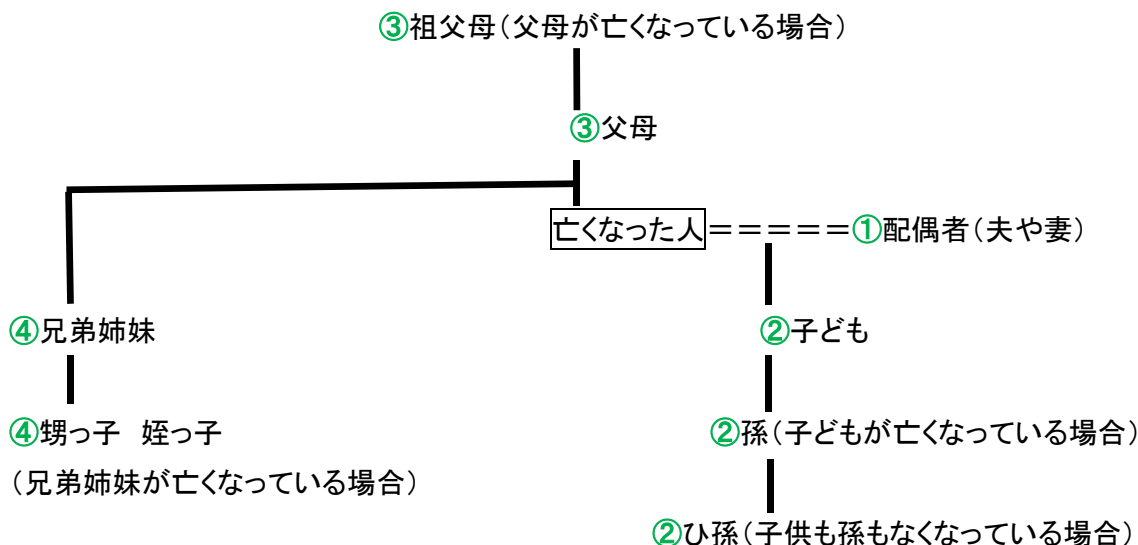 ③祖父母（父母が亡くなっている場合）
③父母
亡くなった人＝＝＝＝＝①配偶者（夫や妻）
④兄弟姉妹
②子ども
④甥っ子　姪っ子
②孫（子どもが亡くなっている場合）
（兄弟姉妹が亡くなっている場合）
②ひ孫（子供も孫もなくなっている場合）